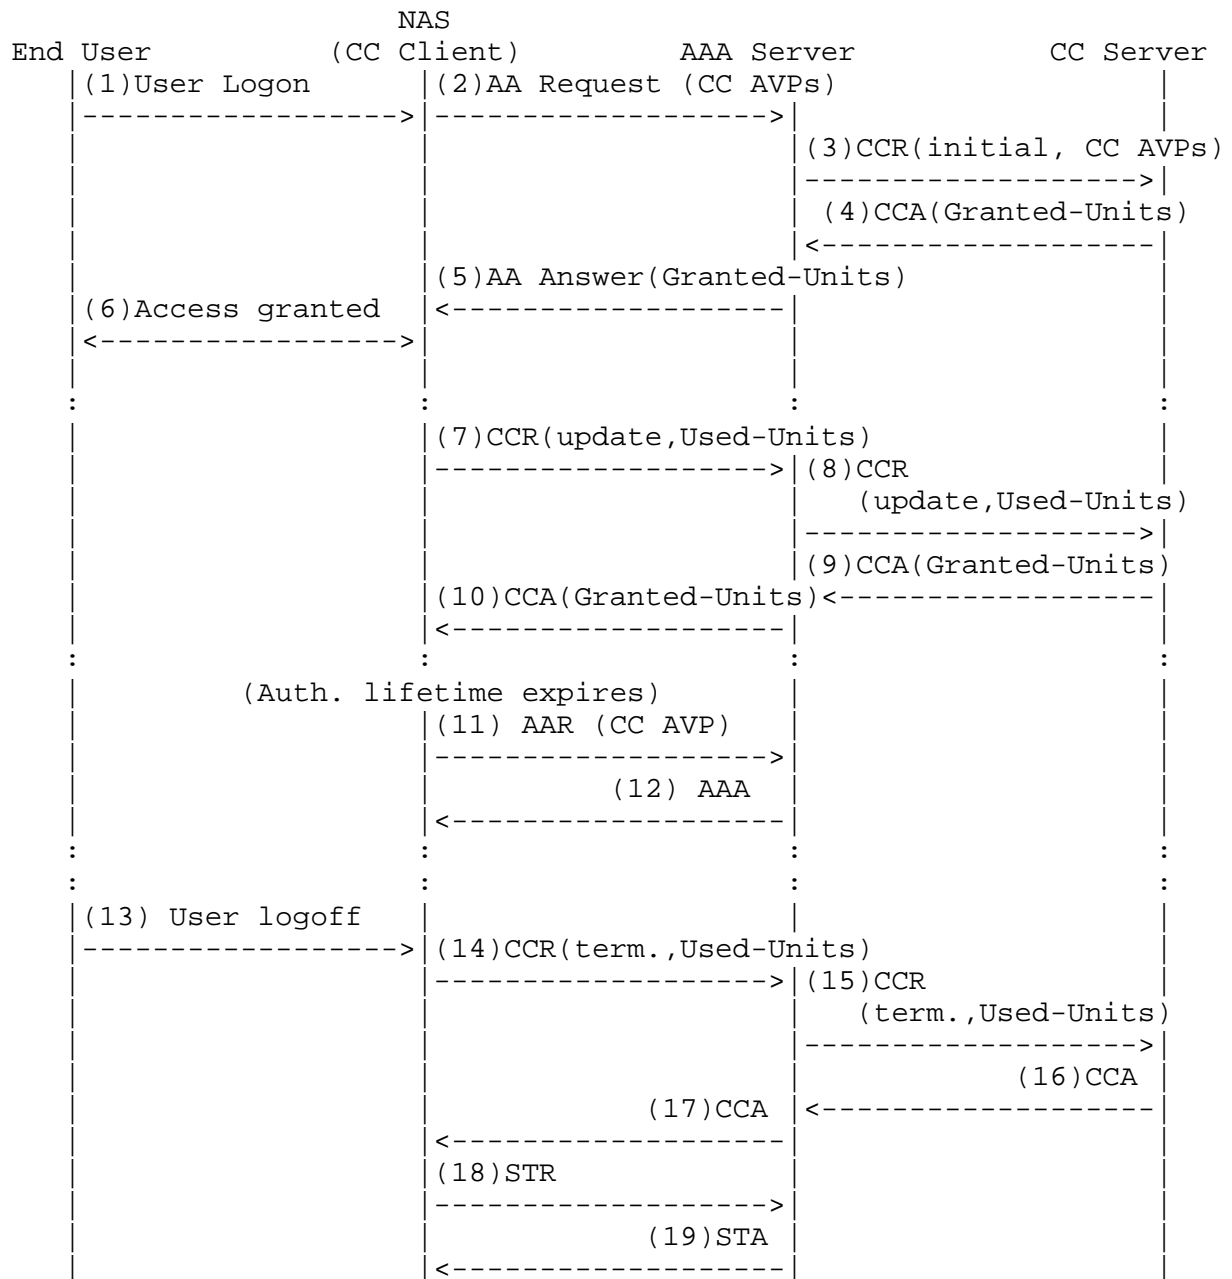 NAS
End User (CC Client) AAA Server CC Server
(1)User Logon (2)AA Request (CC AVPs)
(3)CCR(initial, CC AVPs)
(4)CCA(Granted-Units)
(5)AA Answer(Granted-Units)
(6)Access granted
(7)CCR(update,Used-Units)
(8)CCR
(update,Used-Units)
(9)CCA(Granted-Units)
(10)CCA(Granted-Units)
(Auth. lifetime expires)
(11) AAR (CC AVP)
(12) AAA
(13) User logoff
(14)CCR(term.,Used-Units)
(15)CCR
(term.,Used-Units)
(16)CCA
(17)CCA
(18)STR
(19)STA